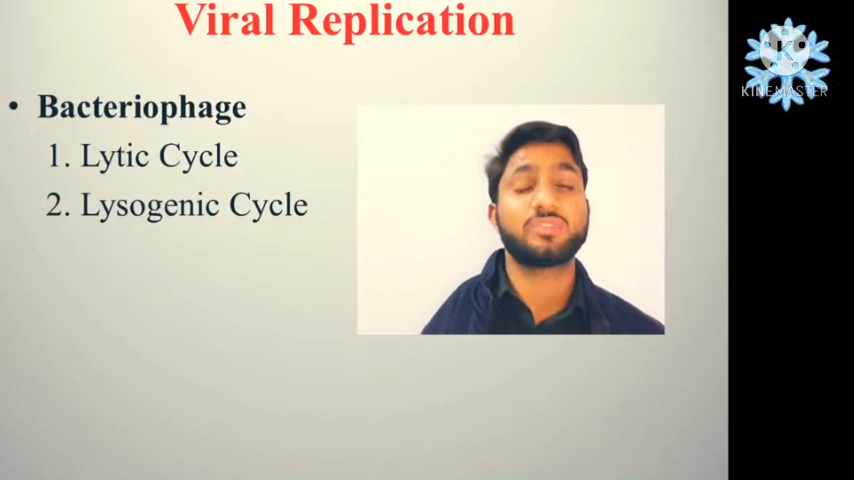 Viral Replication
• Bacteriophage
1. Lytic Cycle
2. Lysogenic Cycle
K
KINEMASTER